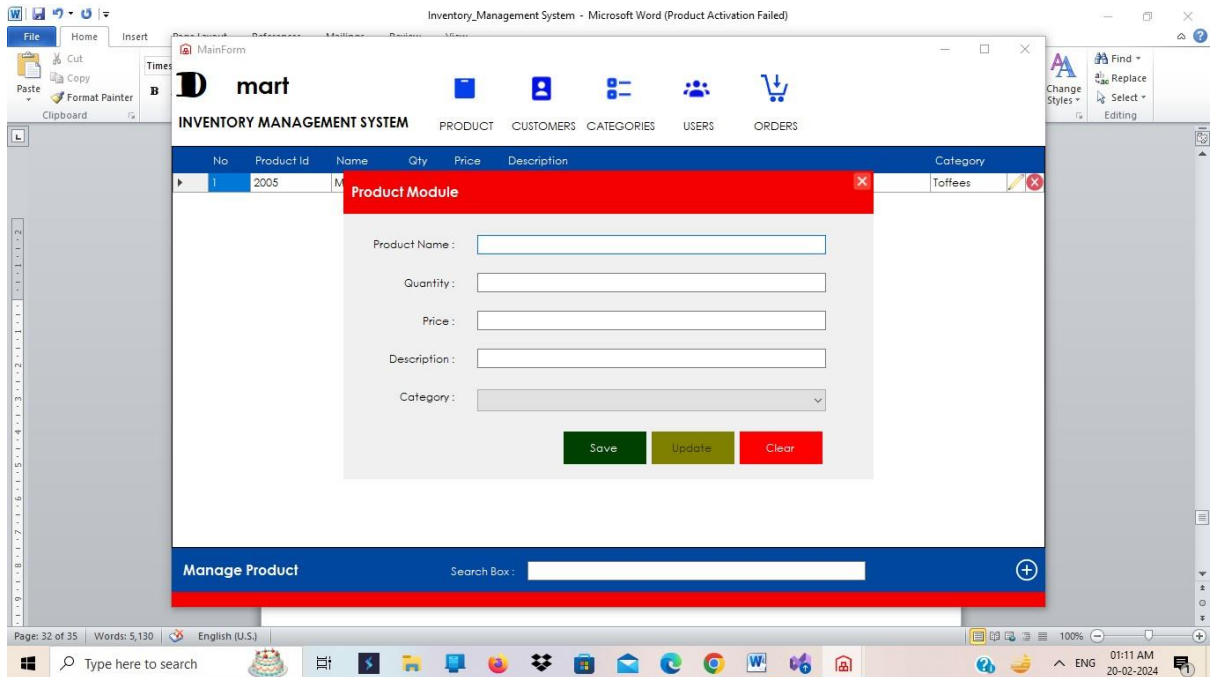 Inventory_Management System - Microsoft Word (Product Activation Failed)
File Home Insert
Cut
Copy
Format Painter
Paste
Clipboard
Times
B
MainForm
D mart
INVENTORY MANAGEMENT SYSTEM
PRODUCT CUSTOMERS CATEGORIES USERS ORDERS
Change Styles
Find
Replace
Select
Editing
No Product Id Name Qty Price Description Category
1 2005 M Toffees
Product Module
Product Name :
Quantity :
Price :
Description :
Category :
Save Update Clear
Manage Product Search Box :
Page: 32 of 35 Words: 5,130 English (U.S.) 100%
Type here to search
ENG
01:11 AM
20-02-2024